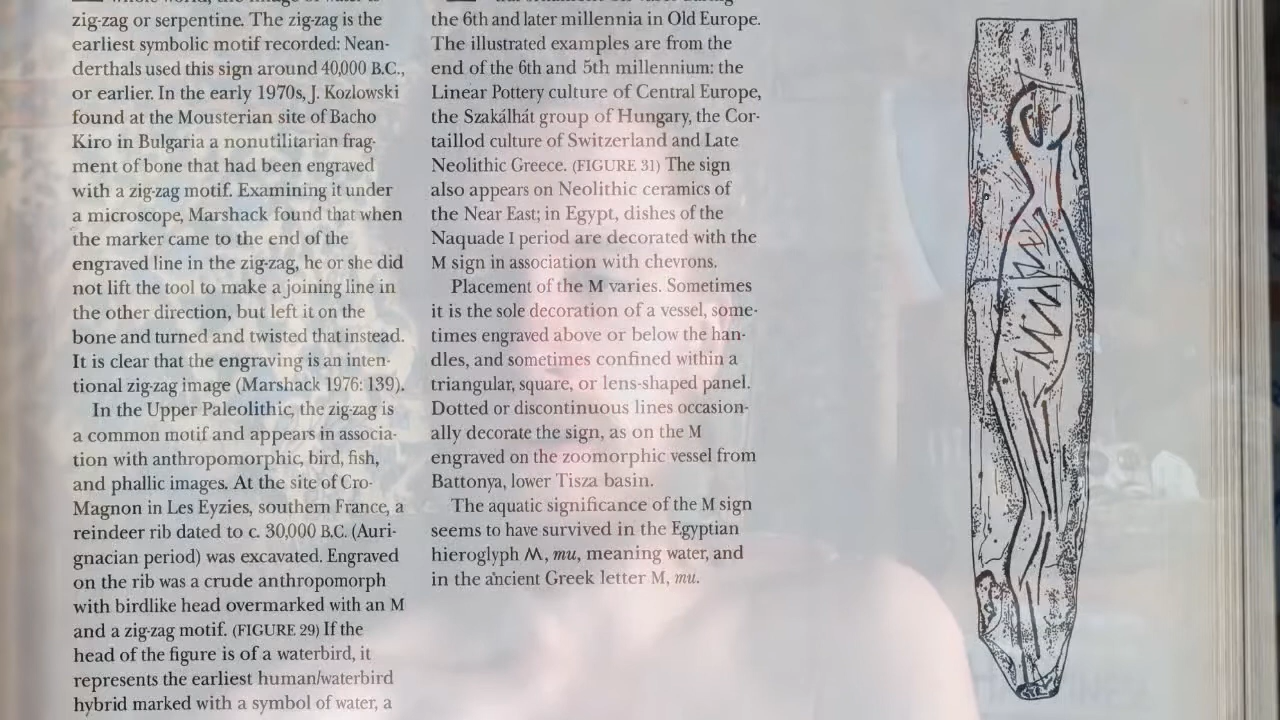 zig-zag or serpentine. The zig-zag is the
earliest symbolic motif recorded: Nean-
derthals used this sign around 40,000 B.C.,
or earlier. In the early 1970s, J. Kozlowski
found at the Mousterian site of Bacho
Kiro in Bulgaria a nonutilitarian frag-
ment of bone that had been engraved
with a zig-zag motif. Examining it under
a microscope, Marshack found that when
the marker came to the end of the
engraved line in the zig-zag, he or she did
not lift the tool to make a joining line in
the other direction, but left it on the
bone and turned and twisted that instead.
It is clear that the engraving is an inten-
tional zig-zag image (Marshack 1976: 139).
In the Upper Paleolithic, the zig-zag is
a common motif and appears in associa-
tion with anthropomorphic, bird, fish,
and phallic images. At the site of Cro-
Magnon in Les Eyzies, southern France, a
reindeer rib dated to c. 30,000 B.C. (Auri-
gnacian period) was excavated. Engraved
on the rib was a crude anthropomorph
with birdlike head overmarked with an M
and a zig-zag motif. (FIGURE 29) If the
head of the figure is of a waterbird, it
represents the earliest human/waterbird
hybrid marked with a symbol of water, a
the 6th and later millennia in Old Europe.
The illustrated examples are from the
end of the 6th and 5th millennium: the
Linear Pottery culture of Central Europe,
the Szakálhát group of Hungary, the Cor-
taillod culture of Switzerland and Late
Neolithic Greece. (FIGURE 31) The sign
also appears on Neolithic ceramics of
the Near East; in Egypt, dishes of the
Naquade I period are decorated with the
M sign in association with chevrons.
Placement of the M varies. Sometimes
it is the sole decoration of a vessel, some-
times engraved above or below the han-
dles, and sometimes confined within a
triangular, square, or lens-shaped panel.
Dotted or discontinuous lines occasion-
ally decorate the sign, as on the M
engraved on the zoomorphic vessel from
Battonya, lower Tisza basin.
The aquatic significance of the M sign
seems to have survived in the Egyptian
hieroglyph M, mu, meaning water, and
in the ancient Greek letter M, mu.